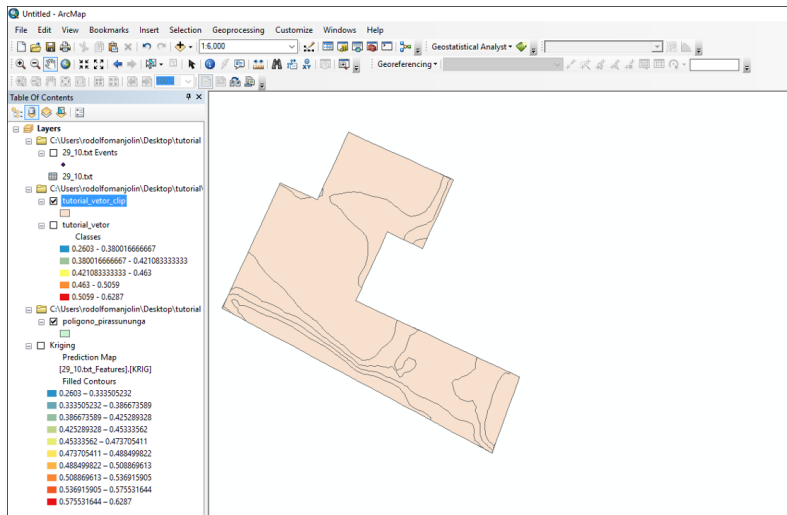 Untitled - ArcMap
File Edit View Bookmarks Insert Selection Geoprocessing Customize Windows Help
1:6,000 Geostatistical Analyst
Georeferencing
Table Of Contents
Layers
C:\Users\rodolfomanjolin\Desktop\tutorial
29_10.txt Events
29_10.txt
C:\Users\rodolfomanjolin\Desktop\tutorial\
tutorial_vetor_clip
tutorial_vetor
Classes
0.2603 - 0.380016666667
0.380016666667 - 0.421083333333
0.421083333333 - 0.463
0.463 - 0.5059
0.5059 - 0.6287
C:\Users\rodolfomanjolin\Desktop\tutorial
poligono_pirassununga
Kriging
Prediction Map
[29_10.txt_Features].[KRIG]
Filled Contours
0.2603 – 0.333505232
0.333505232 – 0.386673589
0.386673589 – 0.425289328
0.425289328 – 0.45333562
0.45333562 – 0.473705411
0.473705411 – 0.488499822
0.488499822 – 0.508869613
0.508869613 – 0.536915905
0.536915905 – 0.575531644
0.575531644 – 0.6287